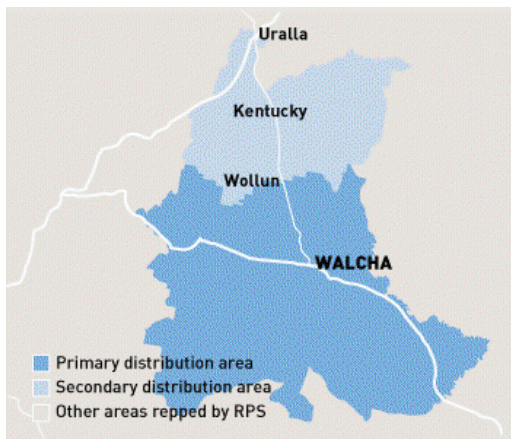 Uralla
Kentucky
Wollun
WALCHA
Primary distribution area
Secondary distribution area
Other areas repped by RPS